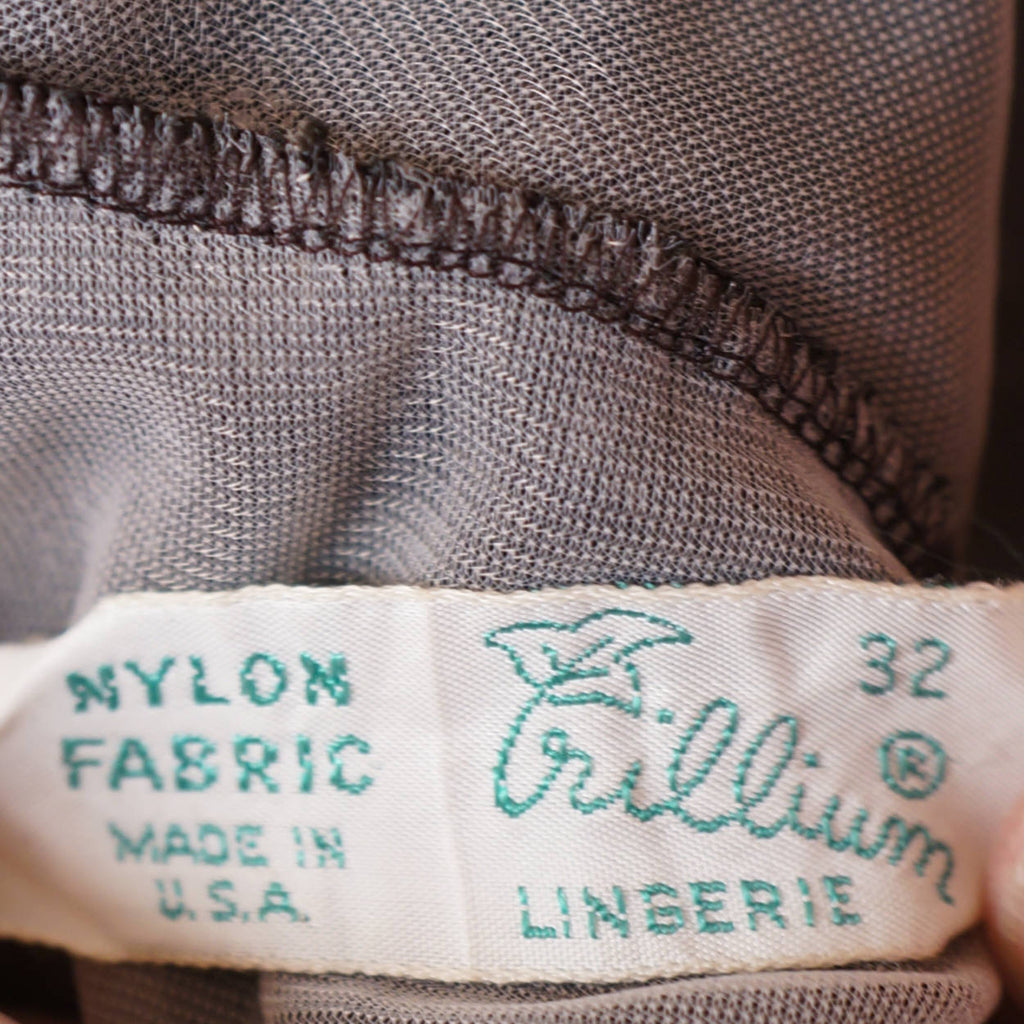 NYLON
FABRIC
MADE IN
U.S.A.
32
Trillium ®
LINGERIE